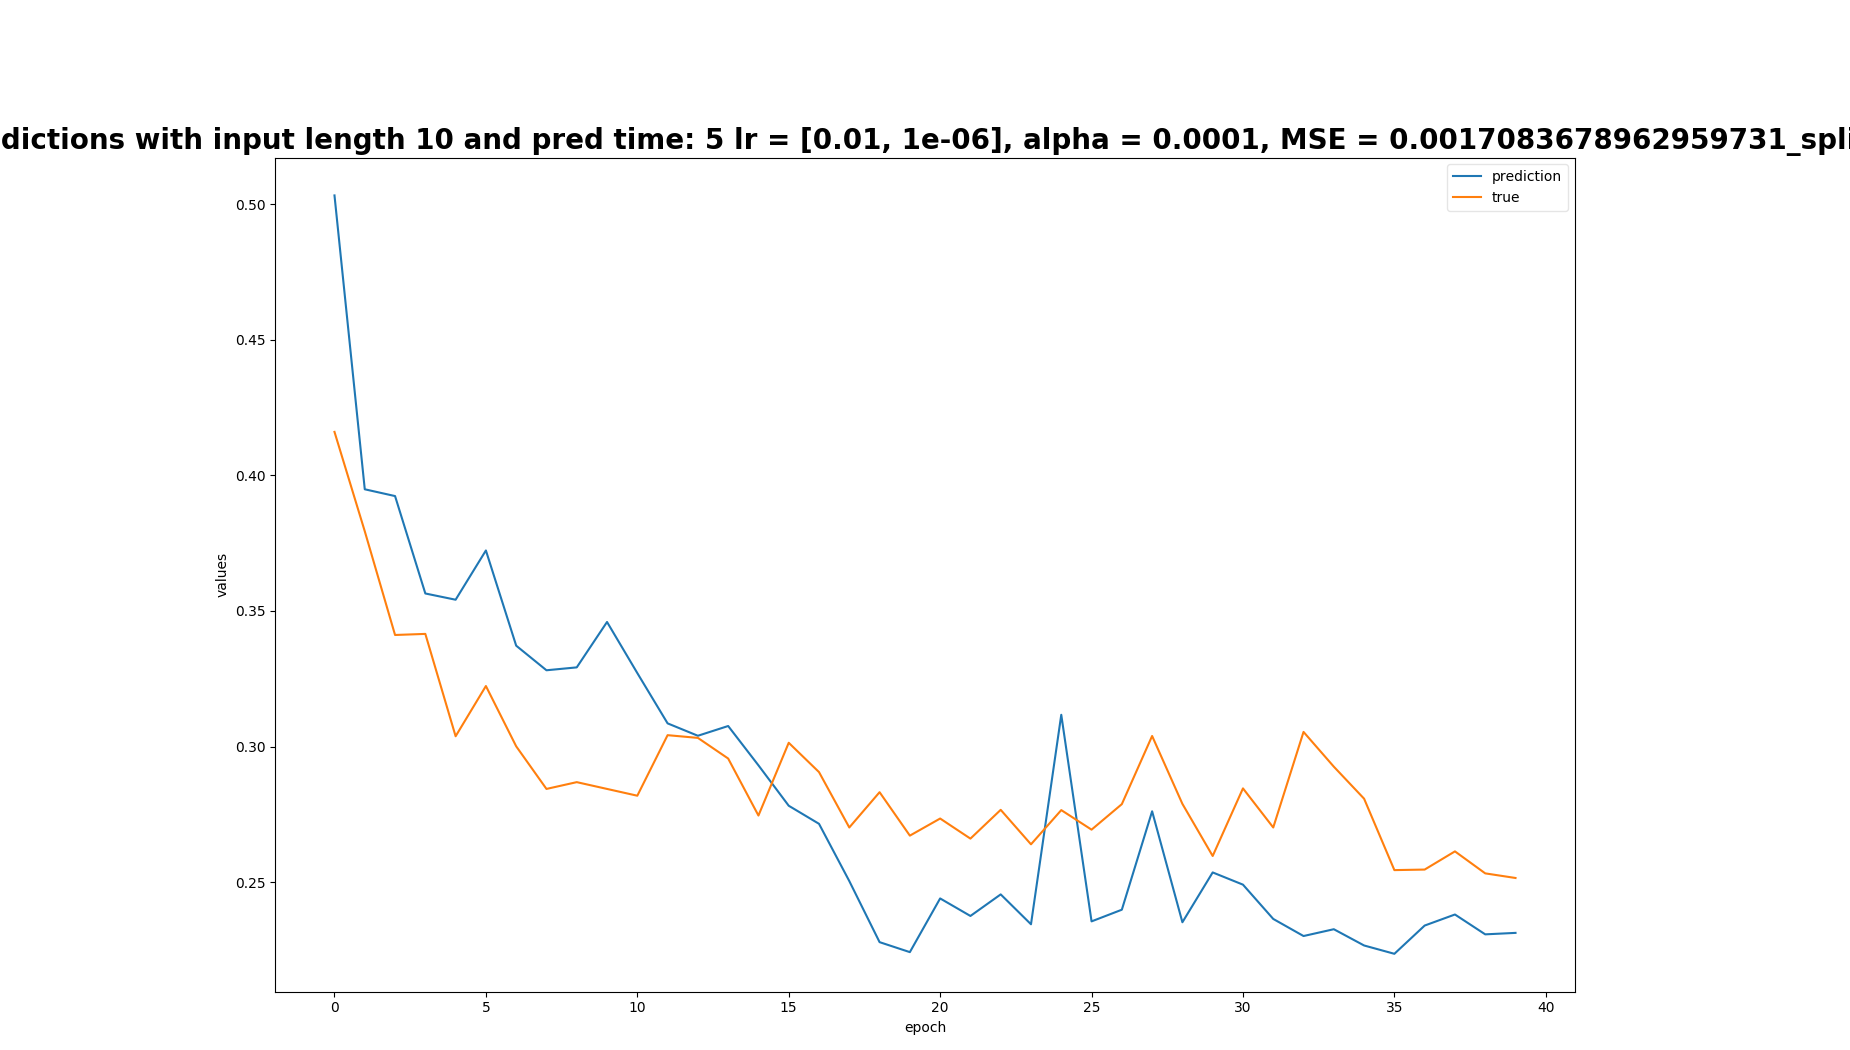 dictions with input length 10 and pred time: 5 lr = [0.01, 1e-06], alpha = 0.0001, MSE = 0.0017083678962959731_spli
prediction
true
0.50
0.45
0.40
0.35
0.30
0.25
values
0 5 10 15 20 25 30 35 40
epoch